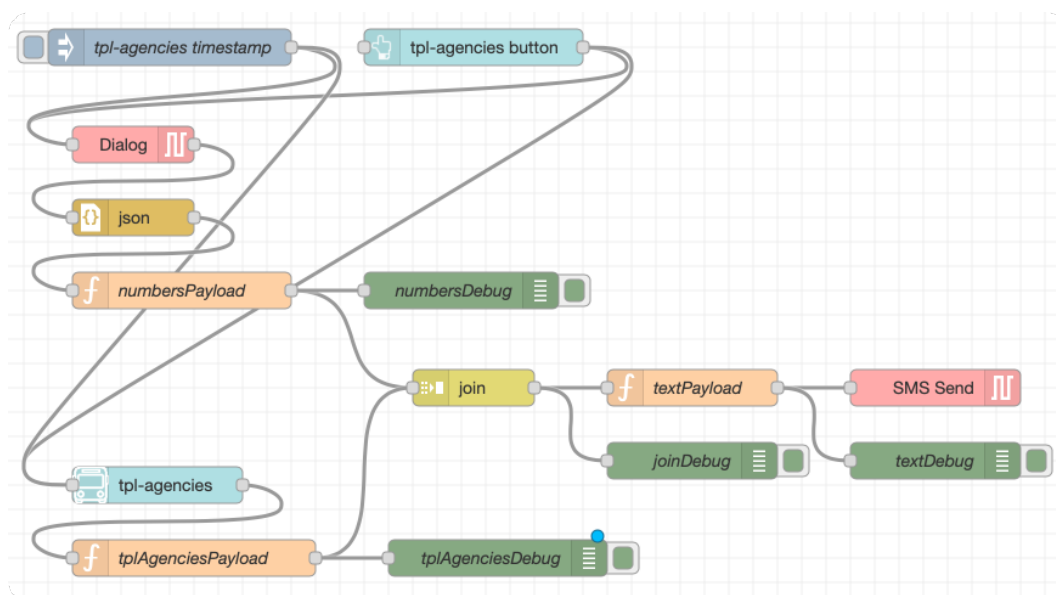 tpl-agencies timestamp
tpl-agencies button
Dialog
json
numbersPayload
numbersDebug
join
textPayload
SMS Send
joinDebug
textDebug
tpl-agencies
tplAgenciesPayload
tplAgenciesDebug